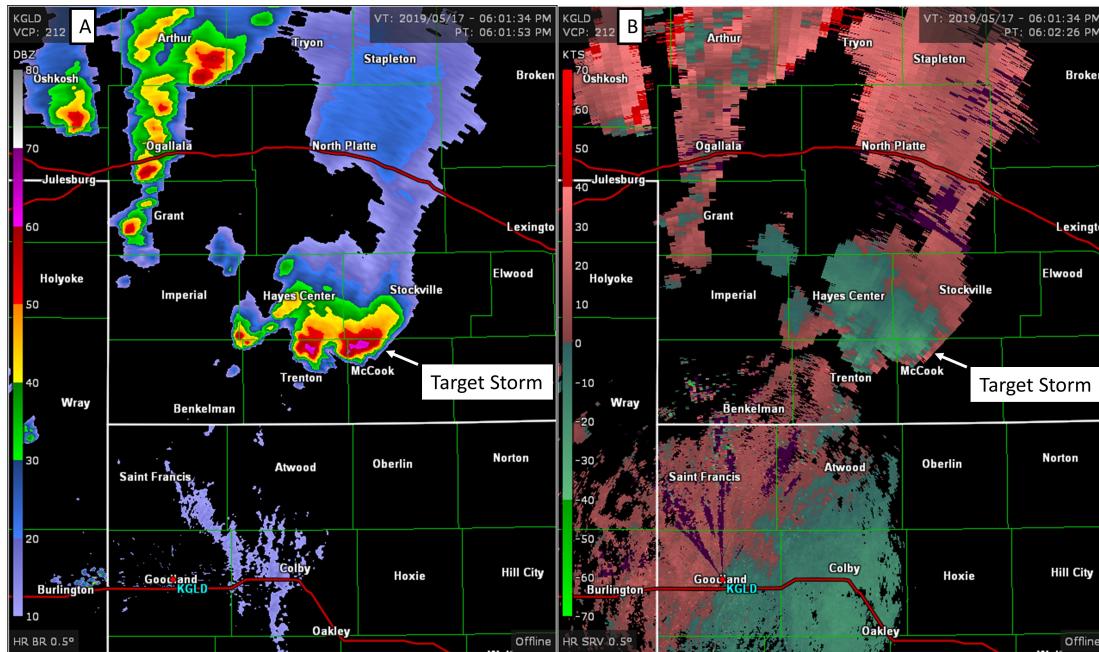 KGLD
VCP: 212
A
VT: 2019/05/17 - 06:01:34 PM
PT: 06:01:53 PM
DBZ
80
70
60
50
40
30
20
10
Arthur
Tryon
Stapleton
Oshkosh
Broken
Ogallala
North Platte
Julesburg
Grant
Lexingto
Holyoke
Imperial
Hayes Center
Stockville
Elwood
Trenton
McCook
Target Storm
Wray
Benkelman
Saint Francis
Atwood
Oberlin
Norton
Burlington
Goodland
KGLD
Colby
Hoxie
Hill City
Oakley
HR BR 0.5°
Offline
KGLD
VCP: 212
B
VT: 2019/05/17 - 06:01:34 PM
PT: 06:02:26 PM
KTS
70
60
50
40
30
20
10
0
-10
-20
-30
-40
-50
-60
-70
Arthur
Tryon
Stapleton
Oshkosh
Broke
Ogallala
North Platte
Julesburg
Grant
Lexingt
Holyoke
Imperial
Hayes Center
Stockville
Elwood
Trenton
McCook
Target Storm
Wray
Benkelman
Saint Francis
Atwood
Oberlin
Norton
Burlington
Goodland
KGLD
Colby
Hoxie
Hill City
Oakley
HR SRV 0.5°
Offline